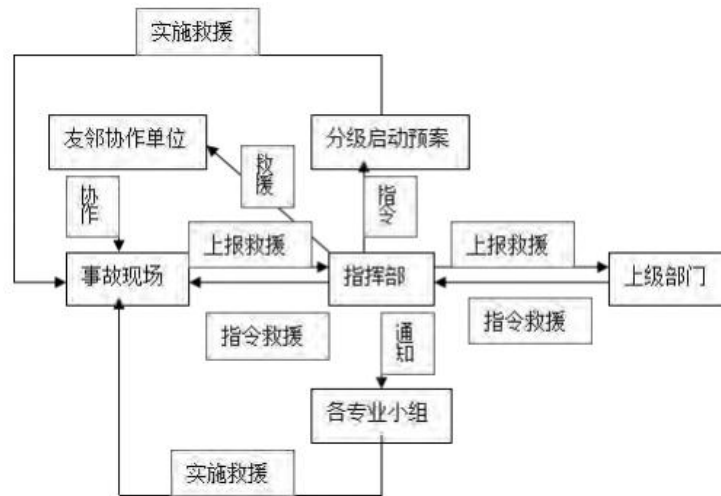 实施救援
友邻协作单位
分级启动预案
救援
协作
指令
上报救援
上报救援
事故现场
指挥部
上级部门
指令救援
通知
指令救援
各专业小组
实施救援